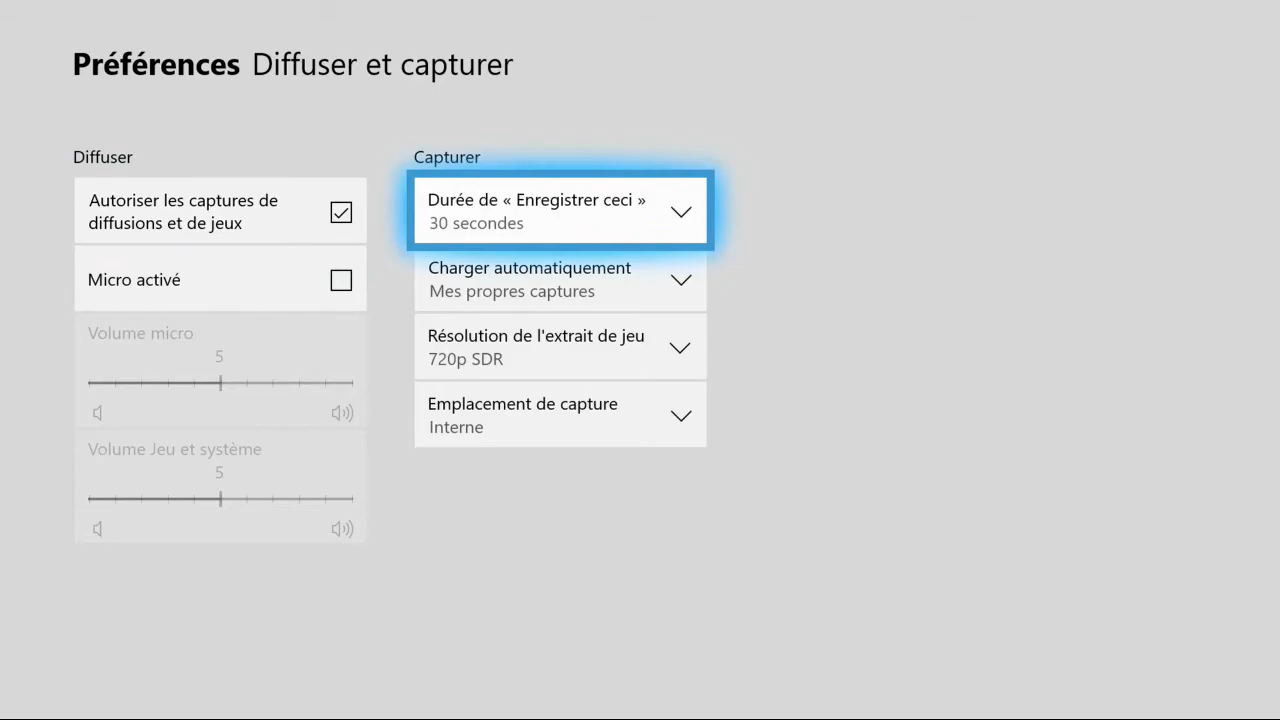 Préférences Diffuser et capturer
Diffuser
Autoriser les captures de
diffusions et de jeux
Micro activé
Volume micro
5
Volume Jeu et système
5
Capturer
Durée de « Enregistrer ceci »
30 secondes
Charger automatiquement
Mes propres captures
Résolution de l'extrait de jeu
720p SDR
Emplacement de capture
Interne